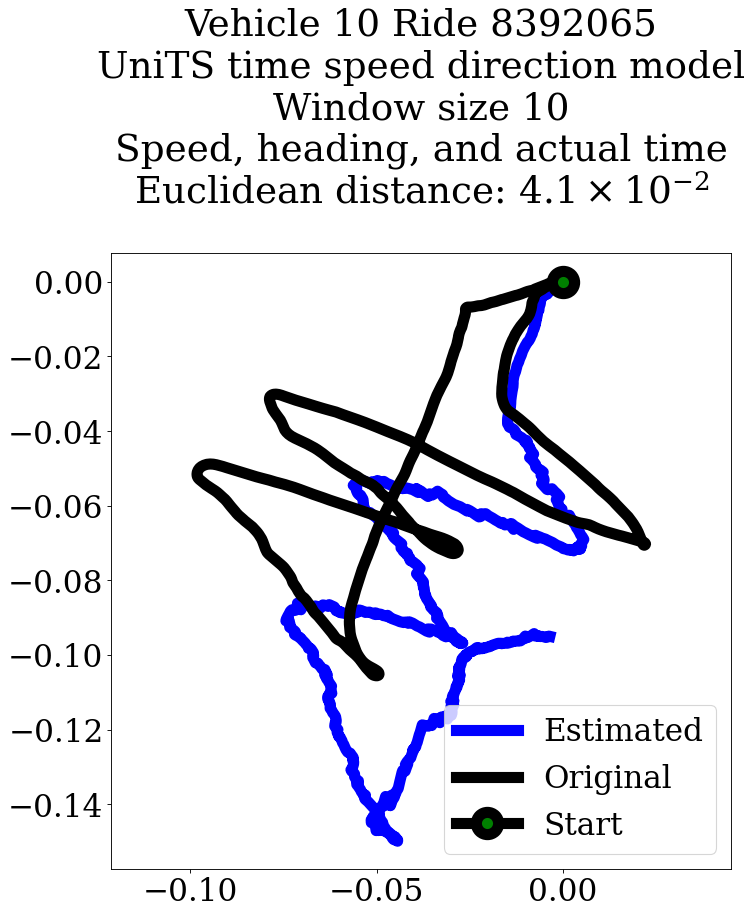 Vehicle 10 Ride 8392065
UniTS time speed direction model
Window size 10
Speed, heading, and actual time
Euclidean distance: 4.1 × 10⁻²
0.00
−0.02
−0.04
−0.06
−0.08
−0.10
−0.12
−0.14
Estimated
Original
Start
−0.10 −0.05 0.00